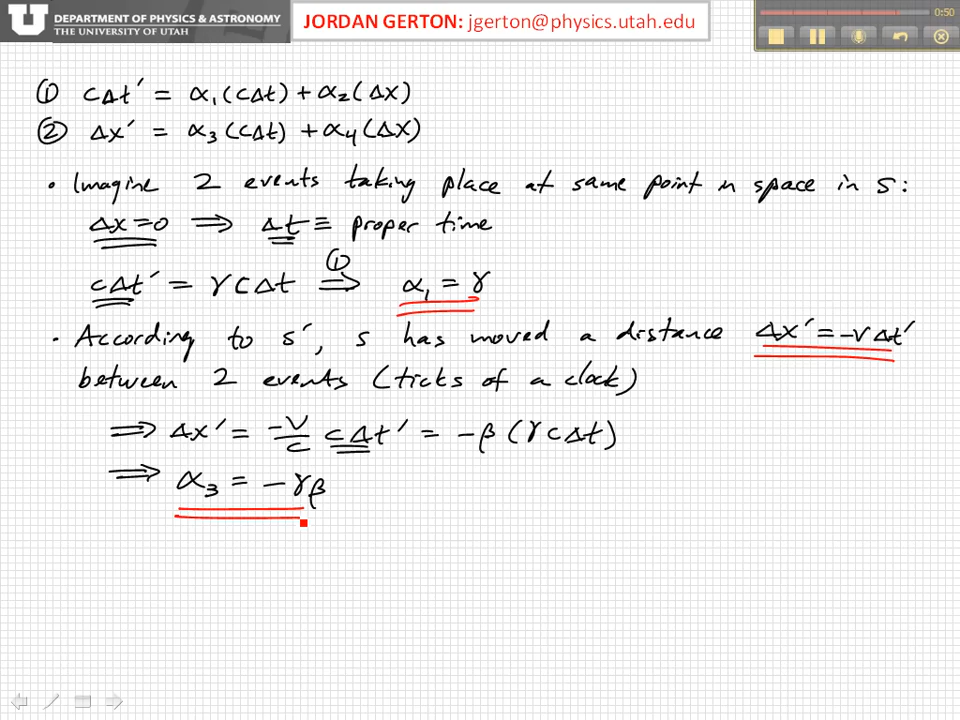 DEPARTMENT OF PHYSICS & ASTRONOMY
THE UNIVERSITY OF UTAH
JORDAN GERTON: jgerton@physics.utah.edu
0:50
① cΔt′ = α₁(cΔt) + α₂(Δx)
② Δx′ = α₃(cΔt) + α₄(Δx)
• Imagine 2 events taking place at same point in space in S:
Δx=0 ⟹ Δt ≡ proper time
cΔt′ = γcΔt ⟹ ① α₁ = γ
• According to S′, S has moved a distance Δx′ = -vΔt′
between 2 events (ticks of a clock)
⟹ Δx′ = -v/c cΔt′ = -β(γcΔt)
⟹ α₃ = -γβ